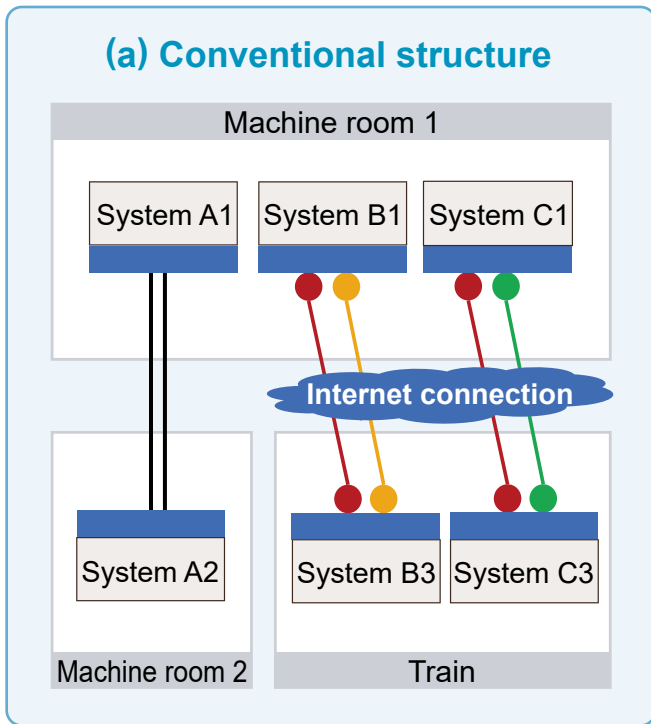 (a) Conventional structure
Machine room 1
System A1
System B1
System C1
Internet connection
System A2
System B3
System C3
Machine room 2
Train